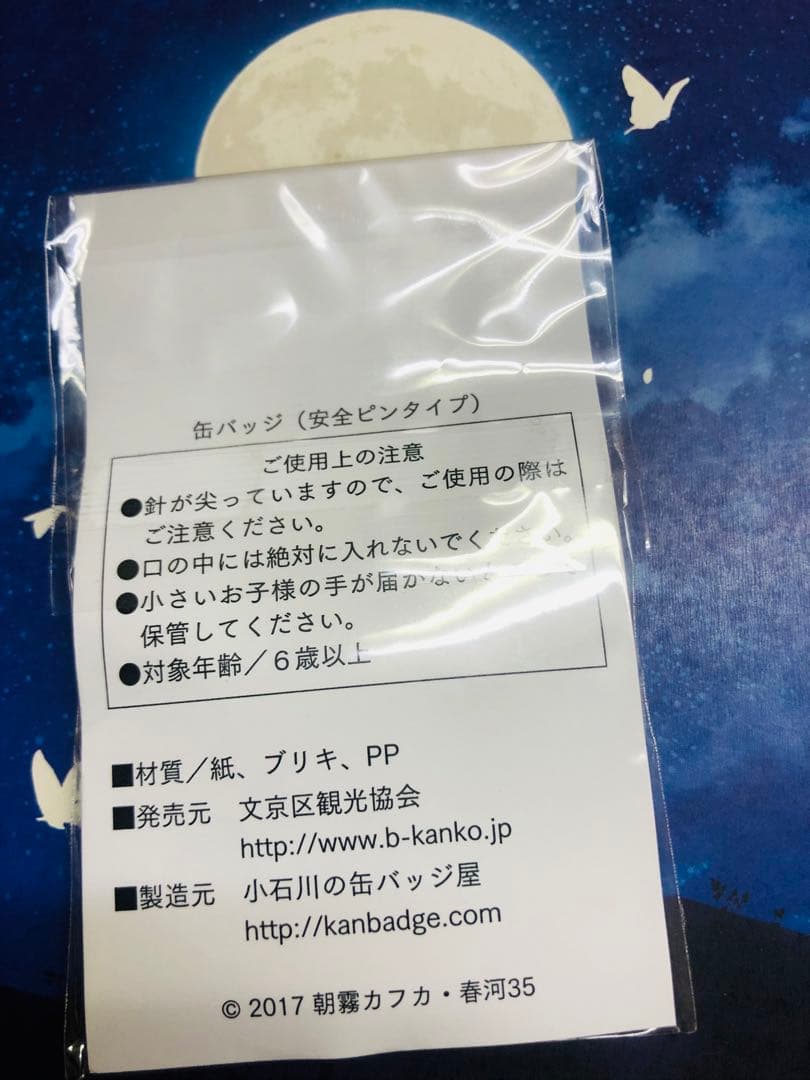 缶バッジ（安全ピンタイプ）
ご使用上の注意
●針が尖っていますので、ご使用の際は
ご注意ください。
●口の中には絶対に入れないでください。
●小さいお子様の手が届かない
保管してください。
●対象年齢／６歳以上
■材質／紙、ブリキ、PP
■発売元　文京区観光協会
http://www.b-kanko.jp
■製造元　小石川の缶バッジ屋
http://kanbadge.com
© 2017 朝霧カフカ・春河35